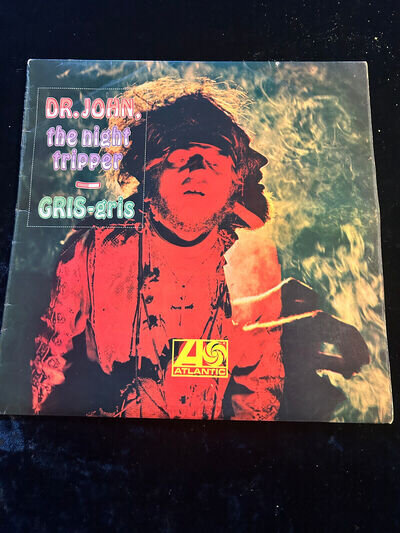 DR. JOHN,
the night
tripper
GRIS-gris
ATLANTIC